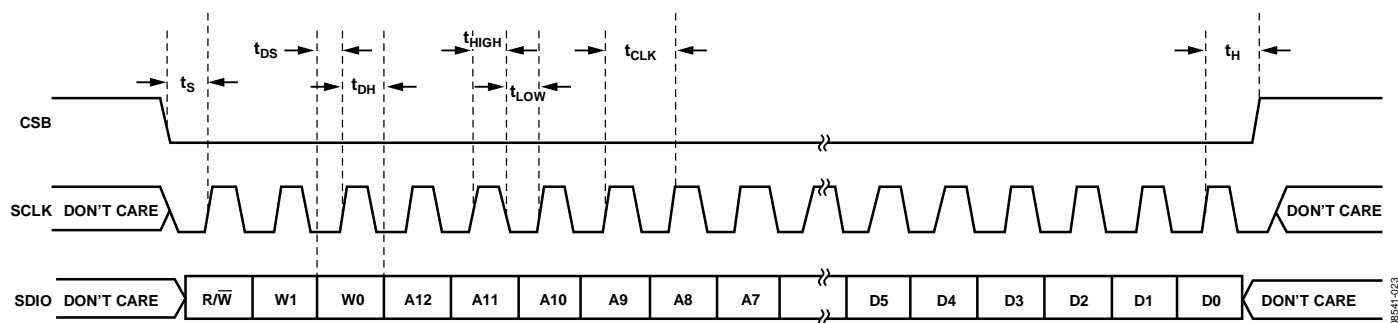 tS
tDS
tDH
tHIGH
tLOW
tCLK
tH
CSB
SCLK DON'T CARE DON'T CARE
SDIO DON'T CARE R/W̅ W1 W0 A12 A11 A10 A9 A8 A7 D5 D4 D3 D2 D1 D0 DON'T CARE
08541-023